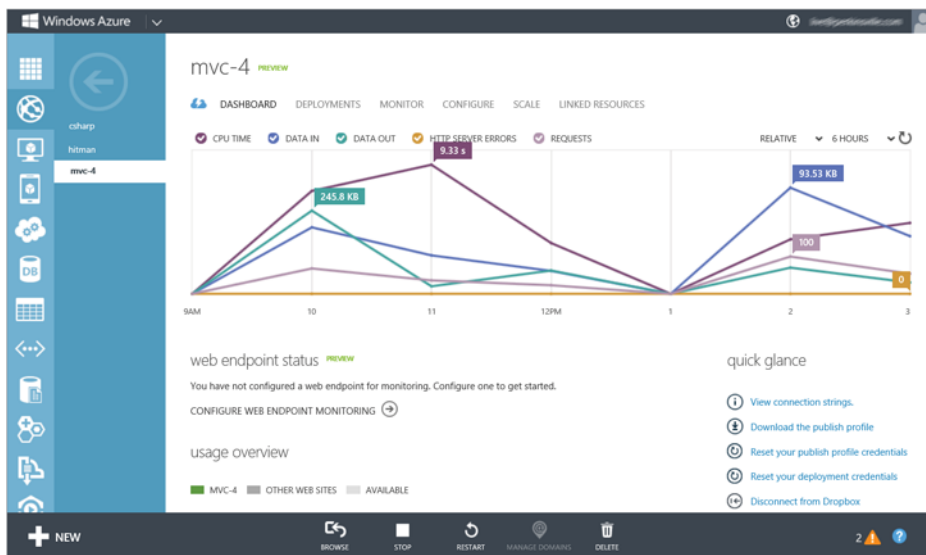 Windows Azure
csharp
hitman
mvc-4
mvc-4 PREVIEW
DASHBOARD DEPLOYMENTS MONITOR CONFIGURE SCALE LINKED RESOURCES
CPU TIME DATA IN DATA OUT HTTP SERVER ERRORS REQUESTS RELATIVE 6 HOURS
9.33 s
93.53 KB
245.8 KB
100
0
9AM 10 11 12PM 1 2 3
web endpoint status PREVIEW
You have not configured a web endpoint for monitoring. Configure one to get started.
CONFIGURE WEB ENDPOINT MONITORING
usage overview
MVC-4 OTHER WEB SITES AVAILABLE
quick glance
View connection strings.
Download the publish profile
Reset your publish profile credentials
Reset your deployment credentials
Disconnect from Dropbox
DB
NEW
BROWSE STOP RESTART MANAGE DOMAINS DELETE
2
?